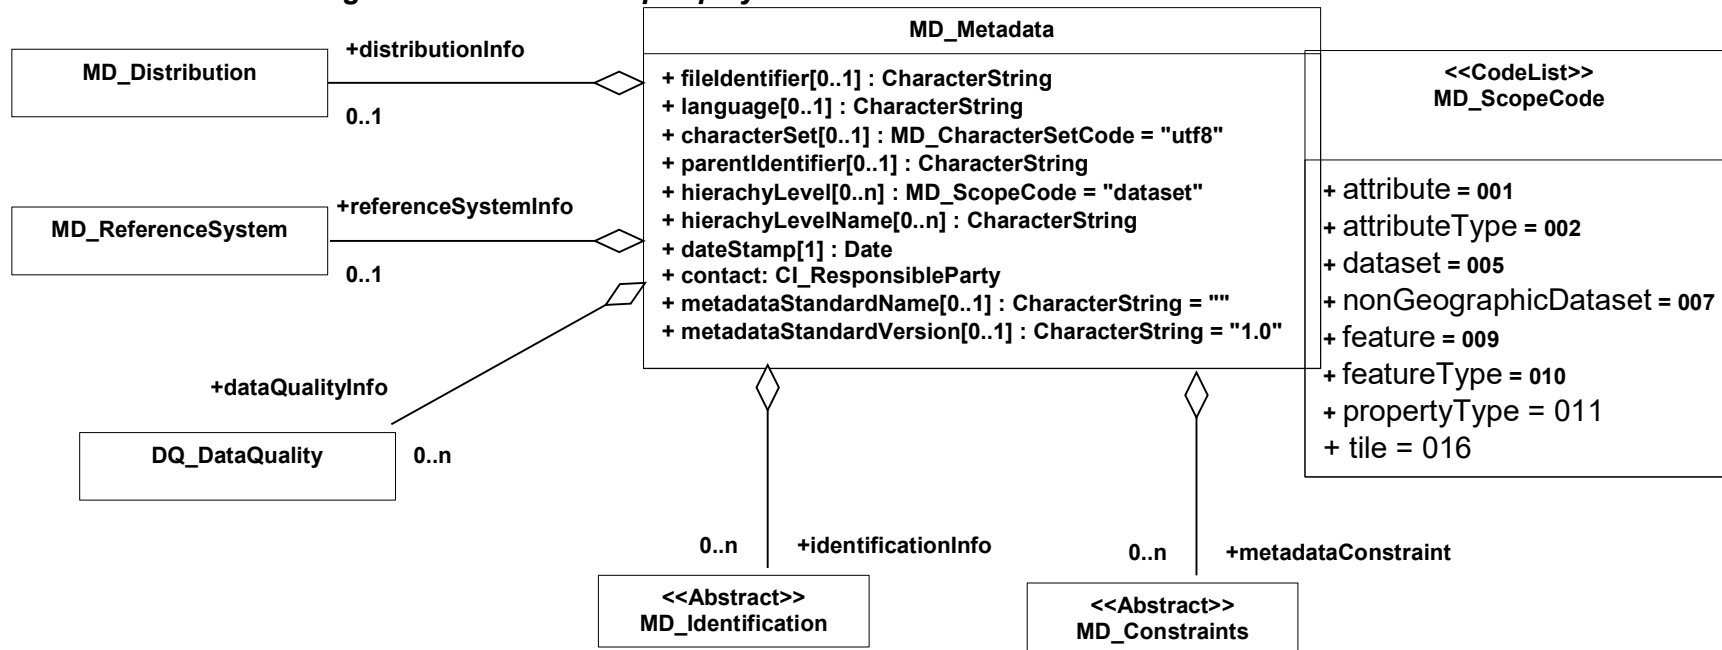 MD_Metadata
+ fileIdentifier[0..1] : CharacterString
+ language[0..1] : CharacterString
+ characterSet[0..1] : MD_CharacterSetCode = "utf8"
+ parentIdentifier[0..1] : CharacterString
+ hierachyLevel[0..n] : MD_ScopeCode = "dataset"
+ hierachyLevelName[0..n] : CharacterString
+ dateStamp[1] : Date
+ contact: CI_ResponsibleParty
+ metadataStandardName[0..1] : CharacterString = ""
+ metadataStandardVersion[0..1] : CharacterString = "1.0"
+distributionInfo
MD_Distribution
0..1
+referenceSystemInfo
MD_ReferenceSystem
0..1
+dataQualityInfo
DQ_DataQuality
0..n
0..n
+identificationInfo
<<Abstract>>
MD_Identification
0..n
+metadataConstraint
<<Abstract>>
MD_Constraints
<<CodeList>>
MD_ScopeCode
+ attribute = 001
+ attributeType = 002
+ dataset = 005
+ nonGeographicDataset = 007
+ feature = 009
+ featureType = 010
+ propertyType = 011
+ tile = 016